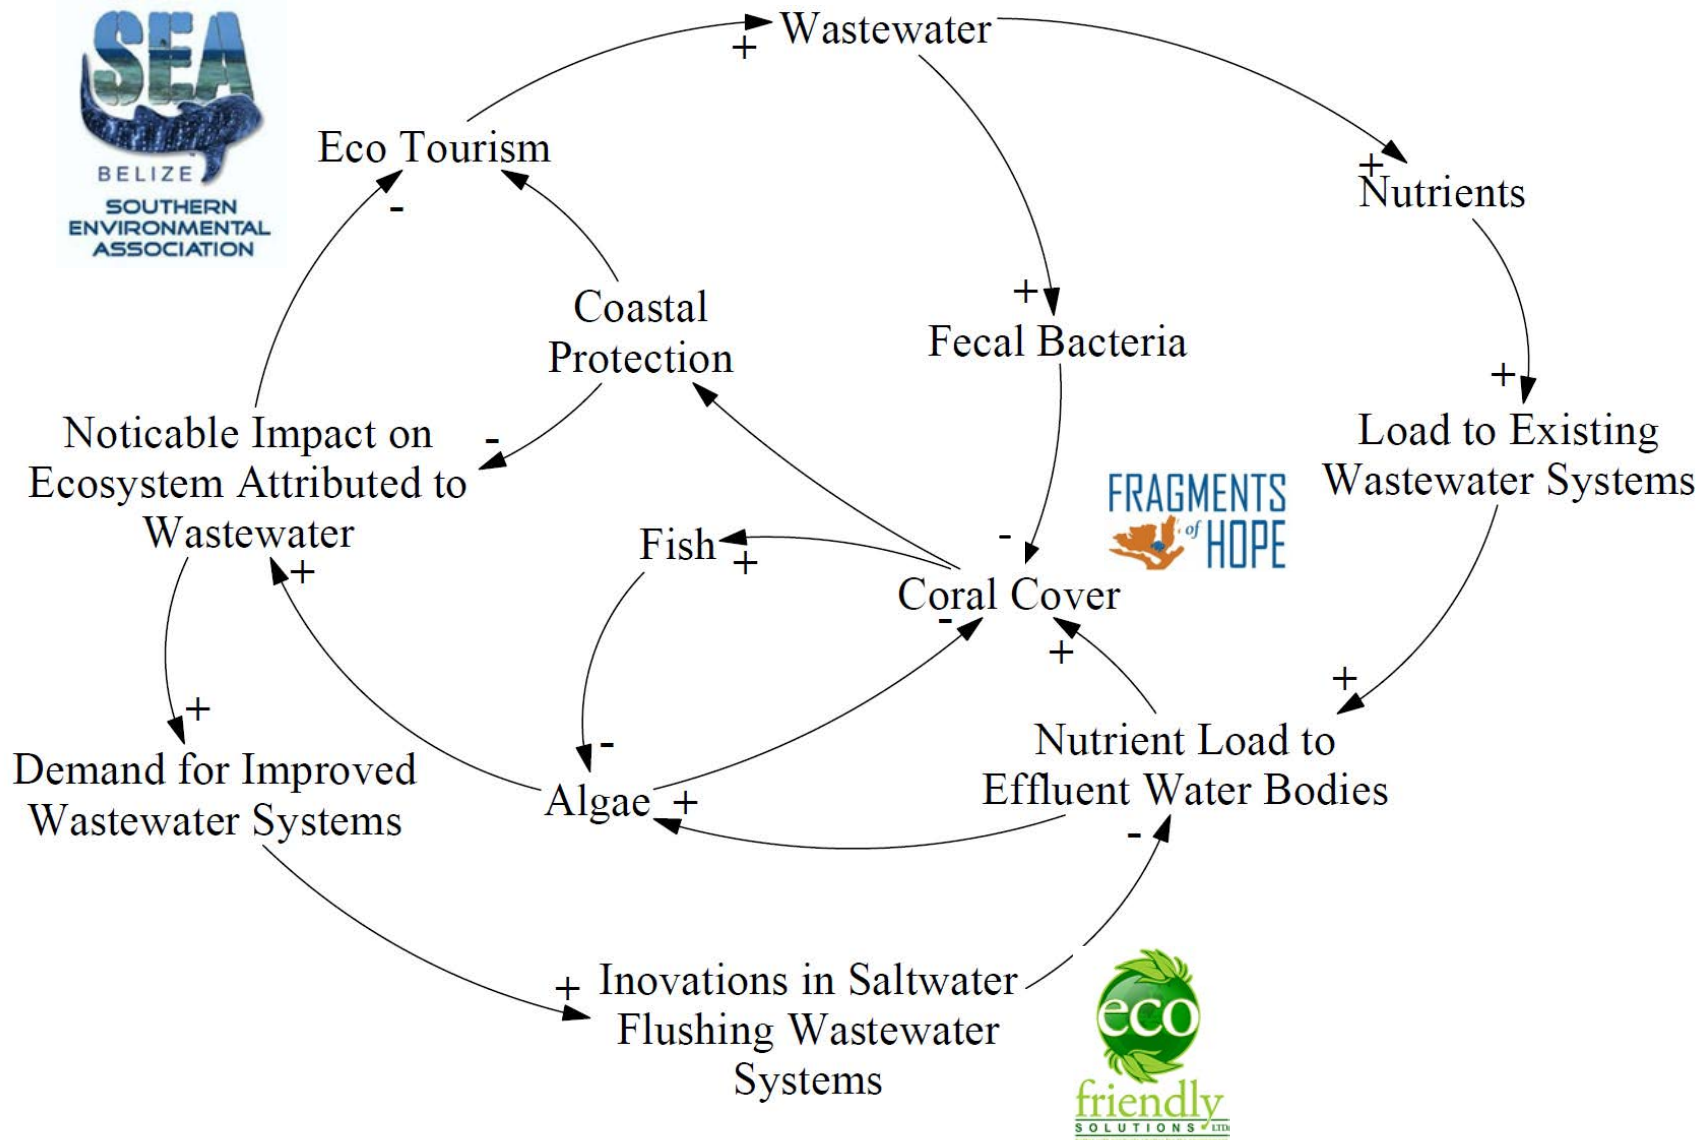 SEA
BELIZE
SOUTHERN
ENVIRONMENTAL
ASSOCIATION
+
Wastewater
Eco Tourism
-
+
Nutrients
Coastal
Protection
+
Fecal Bacteria
+
Load to Existing
Wastewater Systems
-
Noticable Impact on
Ecosystem Attributed to
Wastewater
+
FRAGMENTS
of
HOPE
Fish
+
-
Coral Cover
-
+
+
Nutrient Load to
Effluent Water Bodies
-
+
Demand for Improved
Wastewater Systems
-
Algae +
+
Inovations in Saltwater
Flushing Wastewater
Systems
eco
friendly
SOLUTIONS LTD